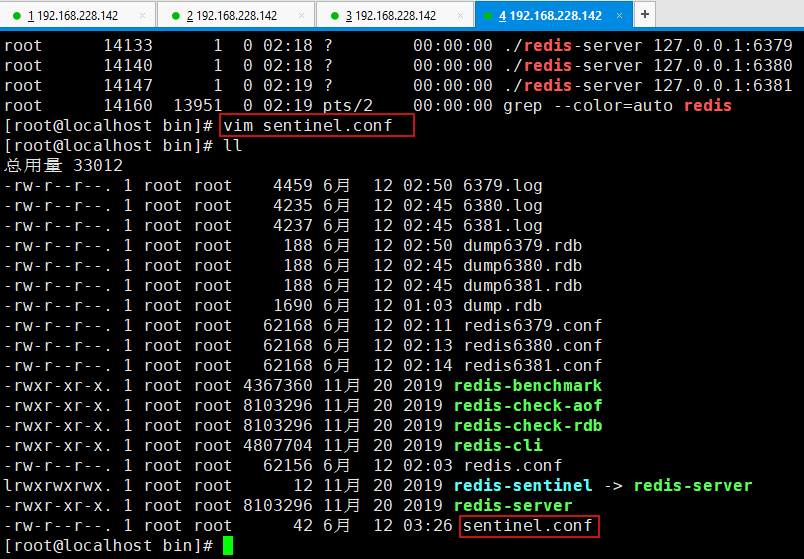 1 192.168.228.142 × 2 192.168.228.142 × 3 192.168.228.142 × 4 192.168.228.142 × +
root 14133 1 0 02:18 ? 00:00:00 ./redis-server 127.0.0.1:6379
root 14140 1 0 02:18 ? 00:00:00 ./redis-server 127.0.0.1:6380
root 14147 1 0 02:19 ? 00:00:00 ./redis-server 127.0.0.1:6381
root 14160 13951 0 02:19 pts/2 00:00:00 grep --color=auto redis
[root@localhost bin]# vim sentinel.conf
[root@localhost bin]# ll
总用量 33012
-rw-r--r--. 1 root root 4459 6月 12 02:50 6379.log
-rw-r--r--. 1 root root 4235 6月 12 02:45 6380.log
-rw-r--r--. 1 root root 4237 6月 12 02:45 6381.log
-rw-r--r--. 1 root root 188 6月 12 02:50 dump6379.rdb
-rw-r--r--. 1 root root 188 6月 12 02:45 dump6380.rdb
-rw-r--r--. 1 root root 188 6月 12 02:45 dump6381.rdb
-rw-r--r--. 1 root root 1690 6月 12 01:03 dump.rdb
-rw-r--r--. 1 root root 62168 6月 12 02:11 redis6379.conf
-rw-r--r--. 1 root root 62168 6月 12 02:13 redis6380.conf
-rw-r--r--. 1 root root 62168 6月 12 02:14 redis6381.conf
-rwxr-xr-x. 1 root root 4367360 11月 20 2019 redis-benchmark
-rwxr-xr-x. 1 root root 8103296 11月 20 2019 redis-check-aof
-rwxr-xr-x. 1 root root 8103296 11月 20 2019 redis-check-rdb
-rwxr-xr-x. 1 root root 4807704 11月 20 2019 redis-cli
-rw-r--r--. 1 root root 62156 6月 12 02:03 redis.conf
lrwxrwxrwx. 1 root root 12 11月 20 2019 redis-sentinel -> redis-server
-rwxr-xr-x. 1 root root 8103296 11月 20 2019 redis-server
-rw-r--r--. 1 root root 42 6月 12 03:26 sentinel.conf
[root@localhost bin]#